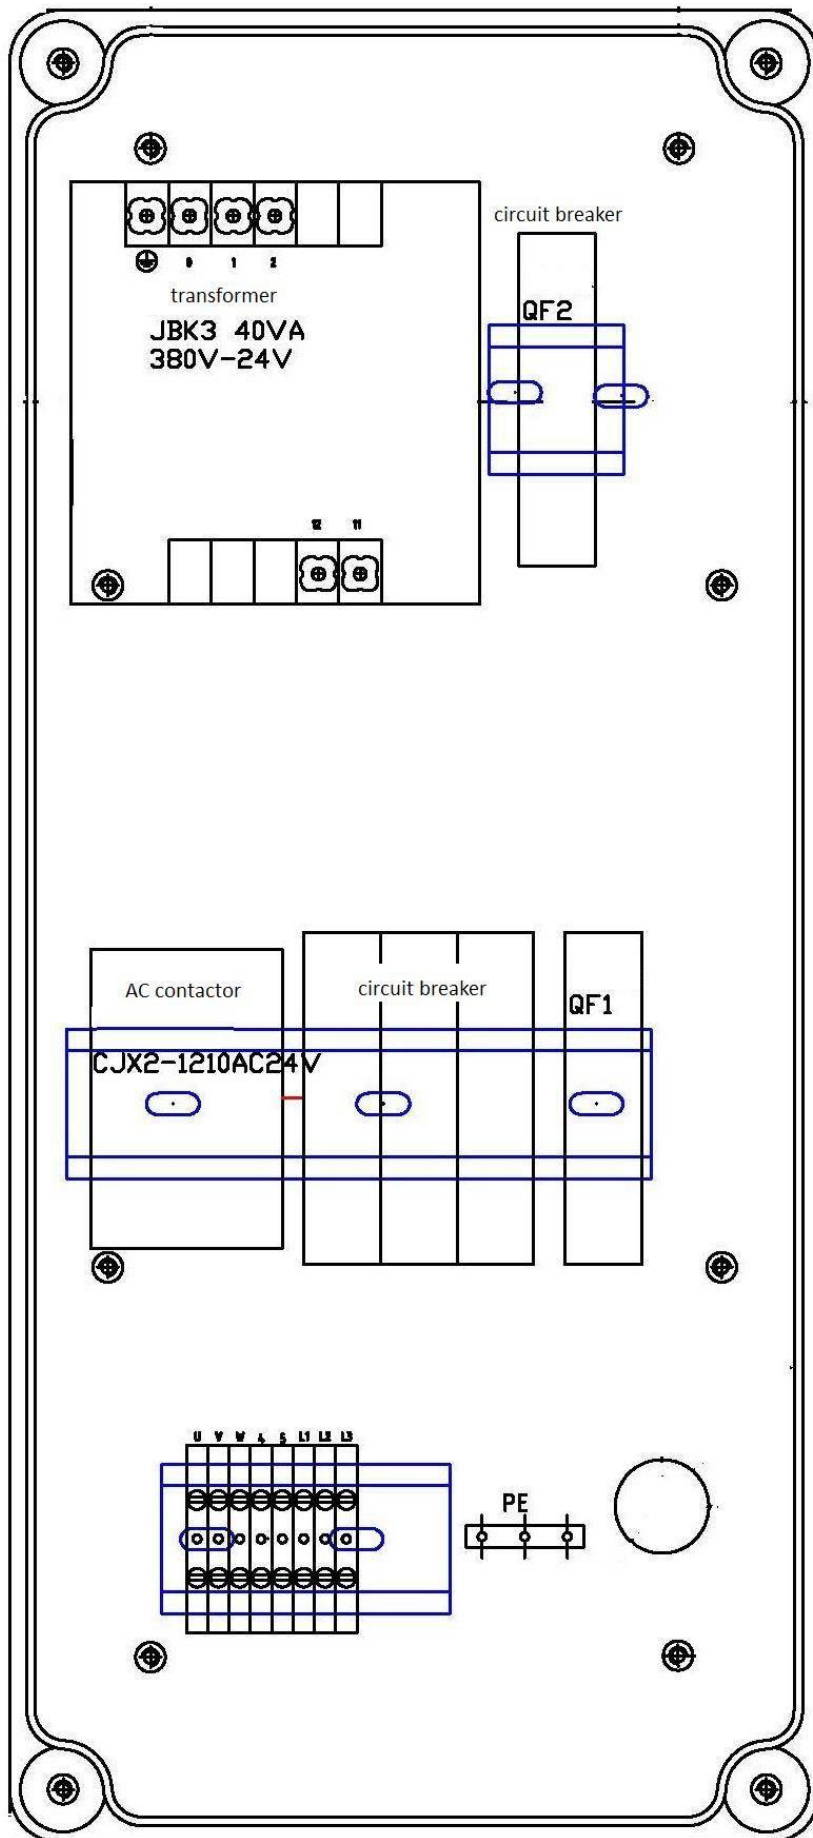 0 1 2
transformer
JBK3 40VA
380V-24V
circuit breaker
QF2
12 11
AC contactor
CJX2-1210AC24V
circuit breaker
QF1
U V W 4 5 L1 L2 L3
PE